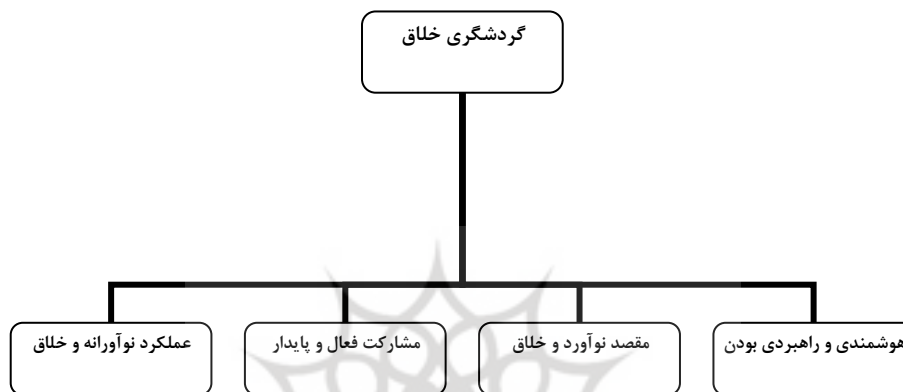 گردشگری خلاق
هوشمندی و راهبردی بودن
مقصد نوآورد و خلاق
مشارکت فعال و پایدار
عملکرد نوآورانه و خلاق